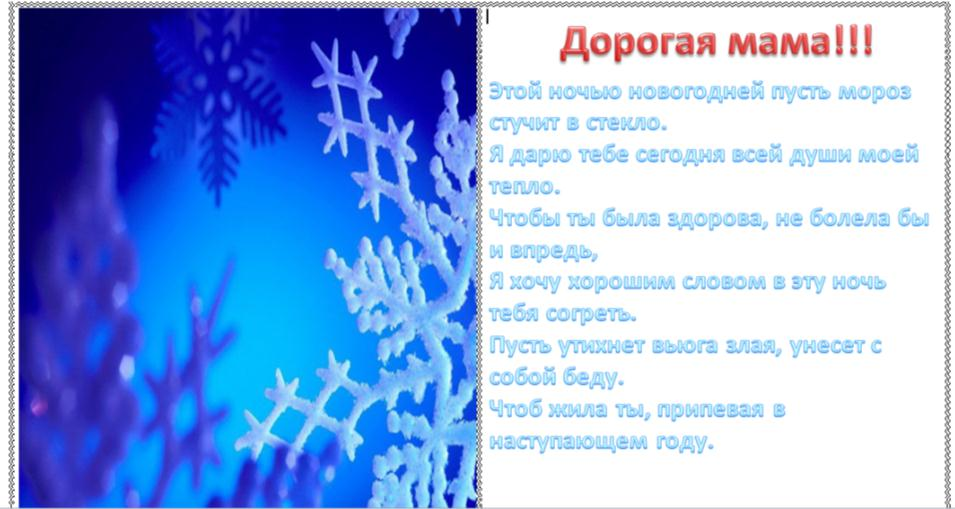 Дорогая мама!!!
Этой ночью новогодней пусть мороз
стучит в стекло.
Я дарю тебе сегодня всей души моей
тепло.
Чтобы ты была здорова, не болела бы
и впредь,
Я хочу хорошим словом в эту ночь
тебя согреть.
Пусть утихнет вьюга злая, унесет с
собой беду.
Чтоб жила ты, припевая в
наступающем году.